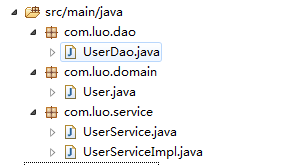 src/main/java
com.luo.dao
UserDao.java
com.luo.domain
User.java
com.luo.service
UserService.java
UserServiceImpl.java